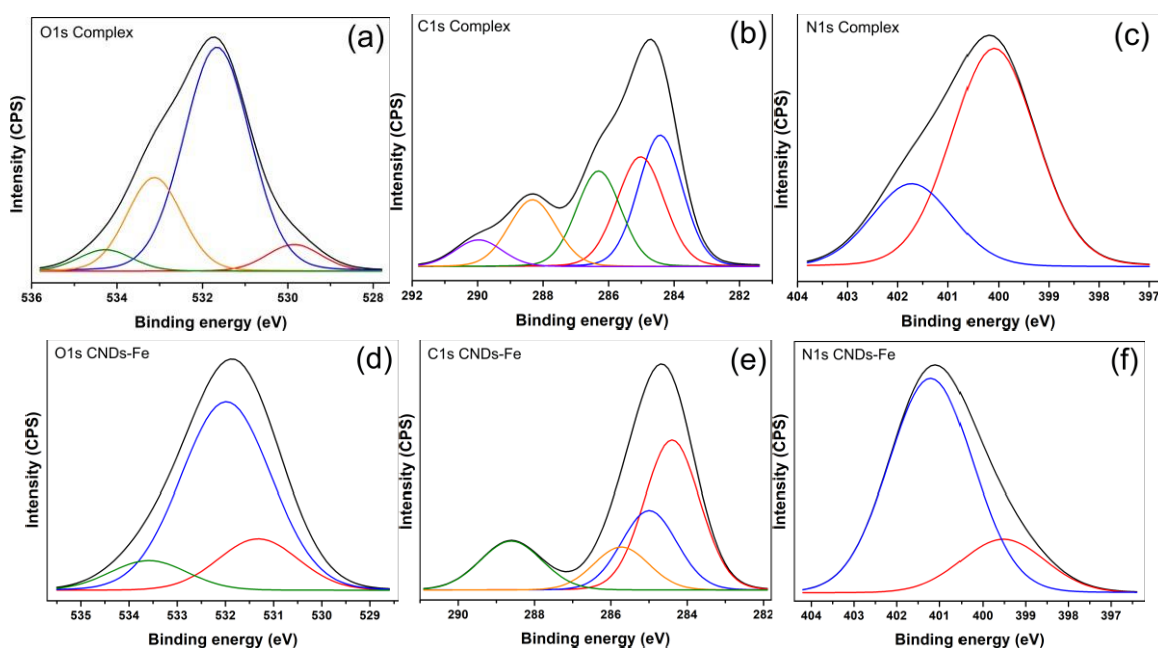 O1s Complex
(a)
Intensity (CPS)
536 534 532 530 528
Binding energy (eV)
C1s Complex
(b)
Intensity (CPS)
292 290 288 286 284 282
Binding energy (eV)
N1s Complex
(c)
Intensity (CPS)
404 403 402 401 400 399 398 397
Binding energy (eV)
O1s CNDs-Fe
(d)
Intensity (CPS)
535 534 533 532 531 530 529
Binding energy (eV)
C1s CNDs-Fe
(e)
Intensity (CPS)
290 288 286 284 282
Binding energy (eV)
N1s CNDs-Fe
(f)
Intensity (CPS)
404 403 402 401 400 399 398 397
Binding energy (eV)